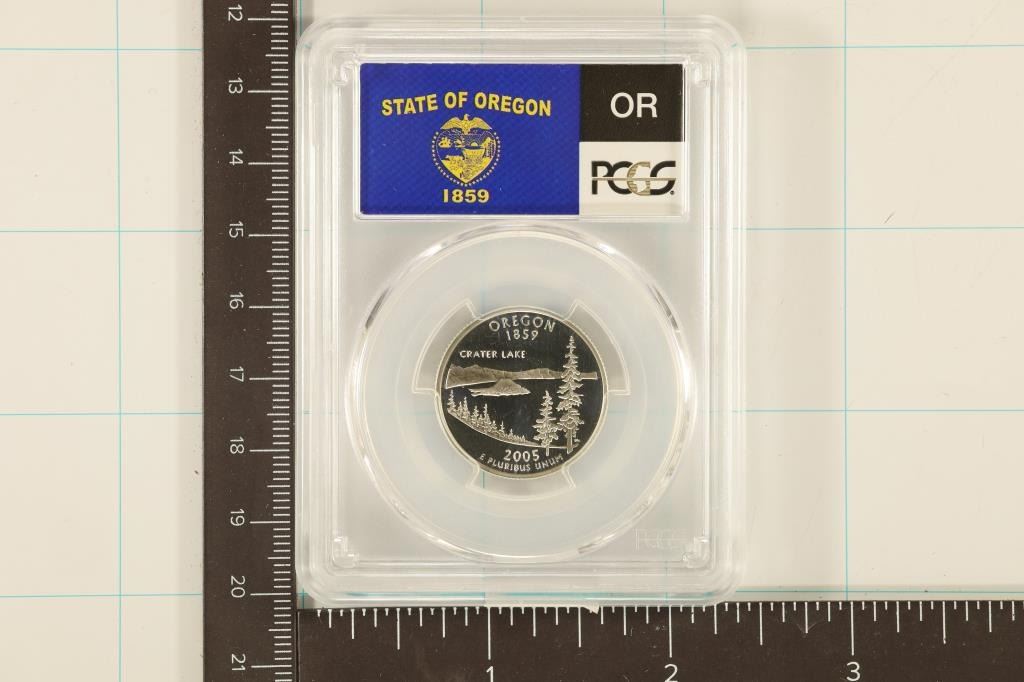 STATE OF OREGON
1859
OR
PCGS
OREGON
1859
CRATER LAKE
2005
E PLURIBUS UNUM
PCGS
12
13
14
15
16
17
18
19
20
21
1
2
3